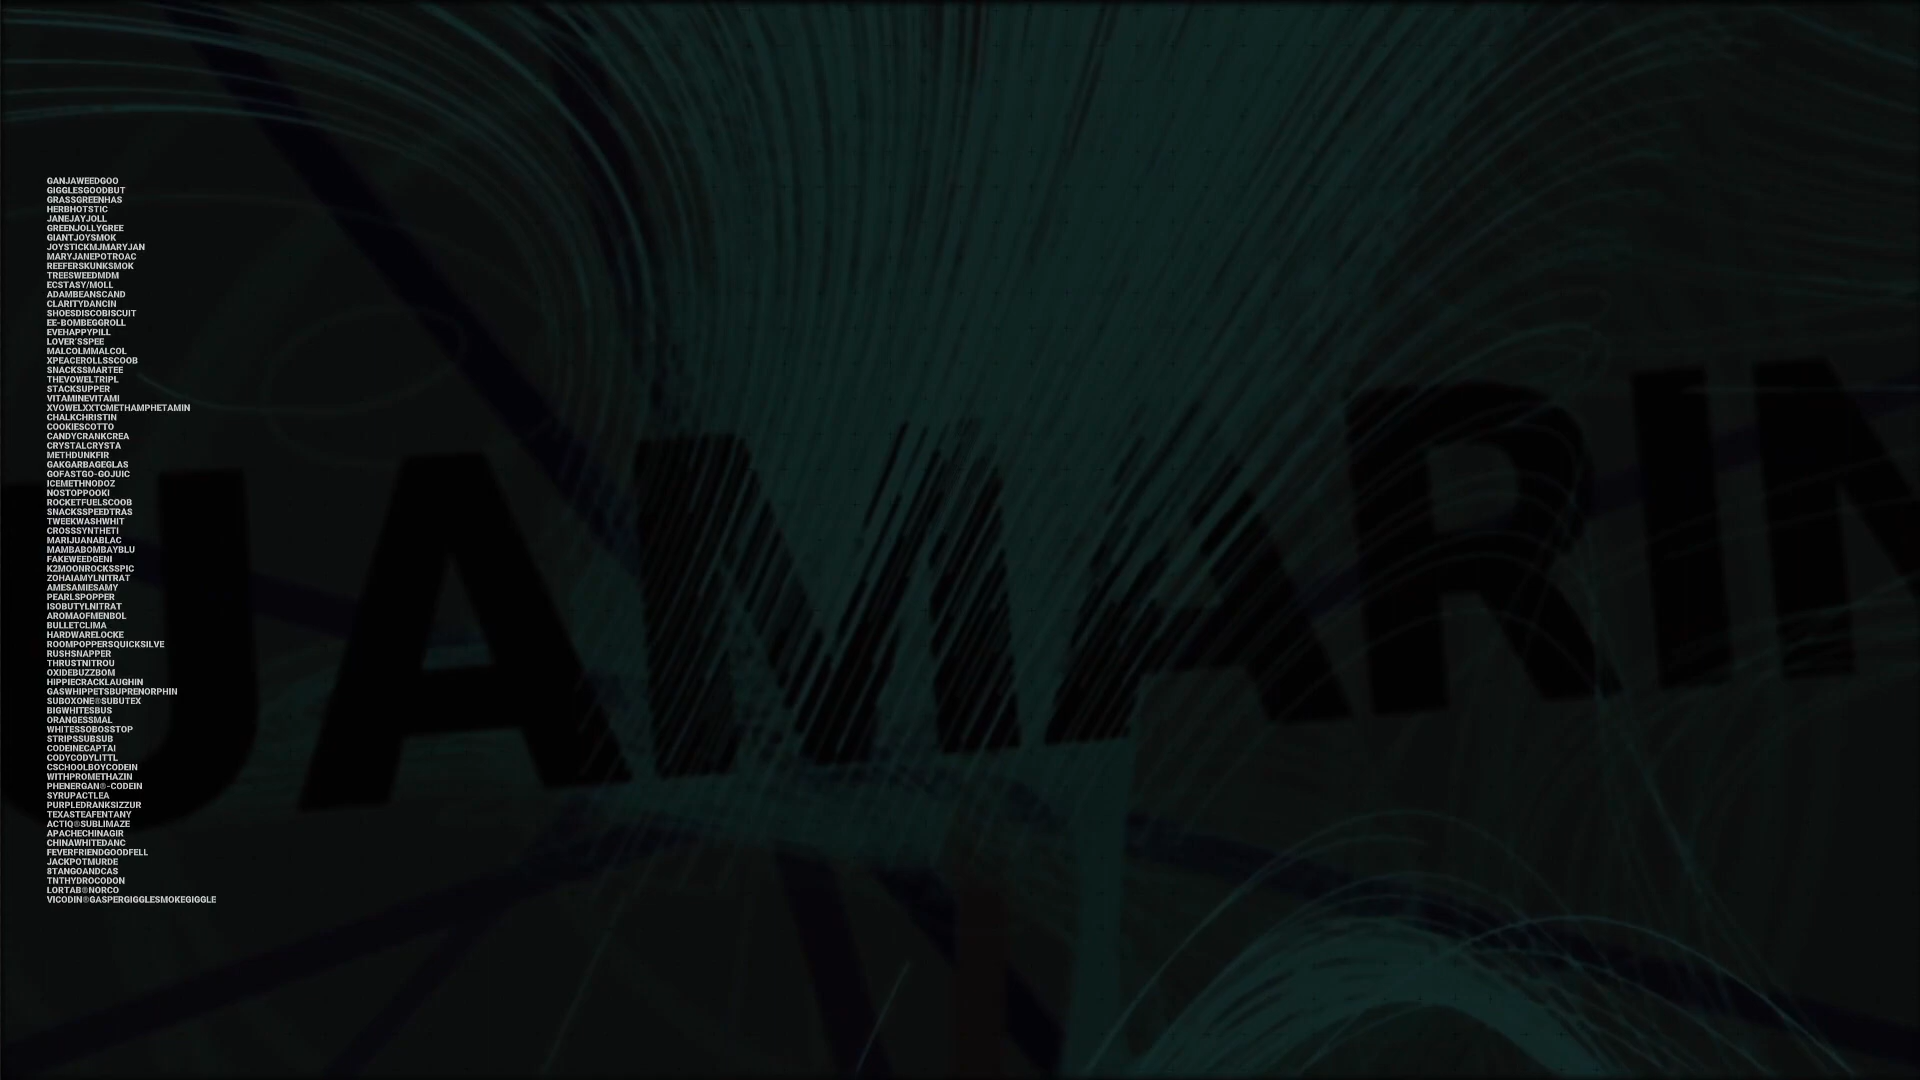 GANJAWEEDGOO
GIGGLESGOODBUT
GRASSGREENHAS
HERBHOTSTIC
JANEJAYJOLL
GREENJOLLYGREE
GIANTJOYSMOK
JOYSTICKMJMARYJAN
MARYJANEPOTROAC
REEFERSKUNKSMOK
TREESWEEDMDM
ECSTASY/MOLL
ADAMBEANSCAND
CLARITYDANCIN
SHOESDISCOBISCUIT
EE-BOMBEGGROLL
EVEHAPPYPILL
LOVER'SSPEE
MALCOLMMALCOL
XPEACEROLLSSCOOB
SNACKSSMARTEE
THEVOWELTRIPL
STACKSUPPER
VITAMINEVITAMI
XVOWELXXTCMETHAMPHETAMIN
CHALKCHRISTIN
COOKIESCOTTO
CANDYCRANKCREA
CRYSTALCRYSTA
METHDUNKFIR
GAKGARBAGEGLAS
GOFASTGO-GOJUIC
ICEMETHNODOZ
NOSTOPPOOKI
ROCKETFUELSCOOB
SNACKSSPEEDTRAS
TWEEKWASHWHIT
CROSSSYNTHETI
MARIJUANABLAC
MAMBABOMBAYBLU
FAKEWEEDGENI
K2MOONROCKSSPIC
ZOHAIAMYLNITRAT
AMESAMIESAMY
PEARLSPOPPER
ISOBUTYLNITRAT
AROMAOFMENBOL
BULLETCLIMA
HARDWARELOCKE
ROOMPOPPERSQUICKSILVE
RUSHSNAPPER
THRUSTNITROU
OXIDEBUZZBOM
HIPPIECRACKLAUGHIN
GASWHIPPETSBUPRENORPHIN
SUBOXONE®SUBUTEX
BIGWHITESBUS
ORANGESSMAL
WHITESSOBOSSTOP
STRIPSSUBSUB
CODEINECAPTAI
CODYCODYLITTL
CSCHOOLBOYCODEIN
WITHPROMETHAZIN
PHENERGAN®-CODEIN
SYRUPACTLEA
PURPLEDRANKSIZZUR
TEXASTEAFENTANY
ACTIQ®SUBLIMAZE
APACHECHINAGIR
CHINAWHITEDANC
FEVERFRIENDGOODFELL
JACKPOTMURDE
8TANGOANDCAS
TNTHYDROCODON
LORTAB®NORCO
VICODIN®GASPERGIGGLESMOKEGIGGLE
UAMARIN